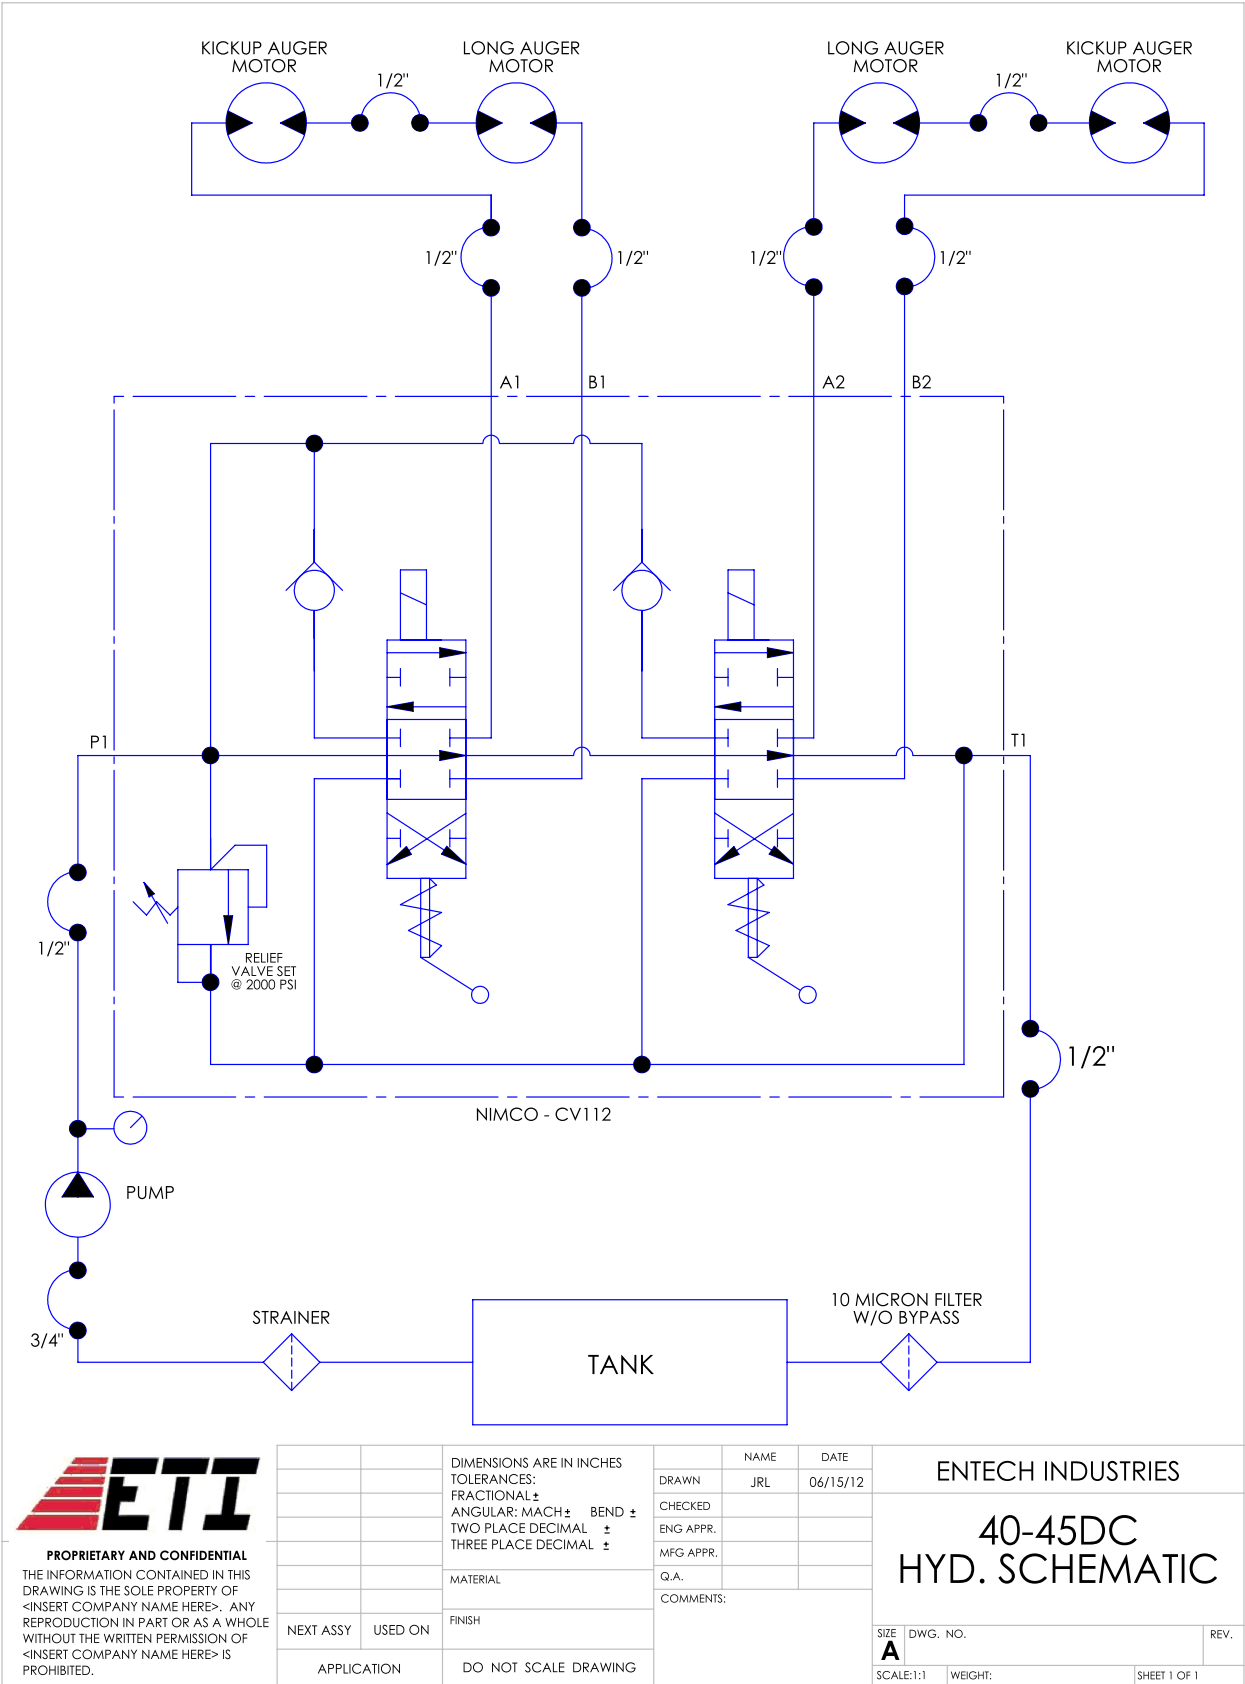 KICKUP AUGER
MOTOR
LONG AUGER
MOTOR
LONG AUGER
MOTOR
KICKUP AUGER
MOTOR
1/2"
1/2"
1/2"
1/2"
1/2"
1/2"
A1
B1
A2
B2
P1
T1
1/2"
RELIEF
VALVE SET
@ 2000 PSI
1/2"
NIMCO - CV112
PUMP
3/4"
STRAINER
10 MICRON FILTER
W/O BYPASS
TANK
ETI
PROPRIETARY AND CONFIDENTIAL
THE INFORMATION CONTAINED IN THIS
DRAWING IS THE SOLE PROPERTY OF
<INSERT COMPANY NAME HERE>. ANY
REPRODUCTION IN PART OR AS A WHOLE
WITHOUT THE WRITTEN PERMISSION OF
<INSERT COMPANY NAME HERE> IS
PROHIBITED.
NEXT ASSY
USED ON
APPLICATION
DIMENSIONS ARE IN INCHES
TOLERANCES:
FRACTIONAL ±
ANGULAR: MACH ± BEND ±
TWO PLACE DECIMAL ±
THREE PLACE DECIMAL ±
MATERIAL
FINISH
DO NOT SCALE DRAWING
NAME
DATE
DRAWN
JRL
06/15/12
CHECKED
ENG APPR.
MFG APPR.
Q.A.
COMMENTS:
ENTECH INDUSTRIES
40-45DC
HYD. SCHEMATIC
SIZE
A
DWG. NO.
REV.
SCALE:1:1
WEIGHT:
SHEET 1 OF 1